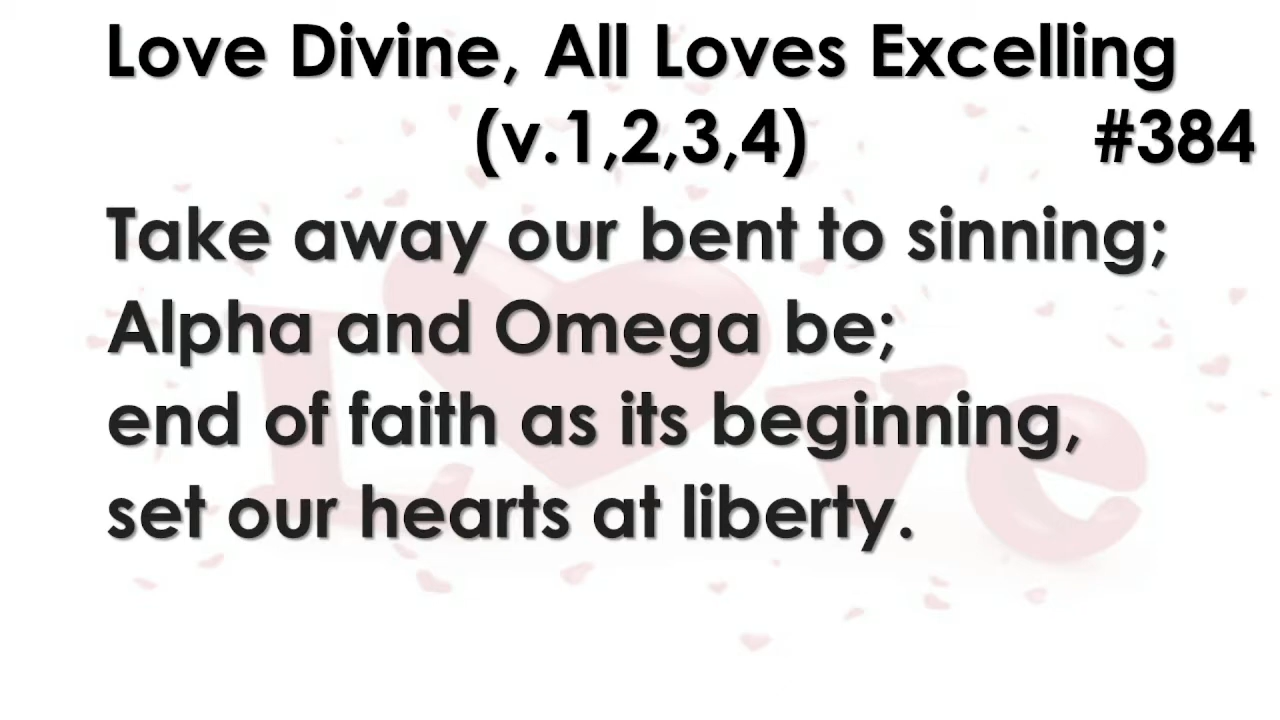 Love Divine, All Loves Excelling
(v.1,2,3,4) #384
Take away our bent to sinning;
Alpha and Omega be;
end of faith as its beginning,
set our hearts at liberty.
Love